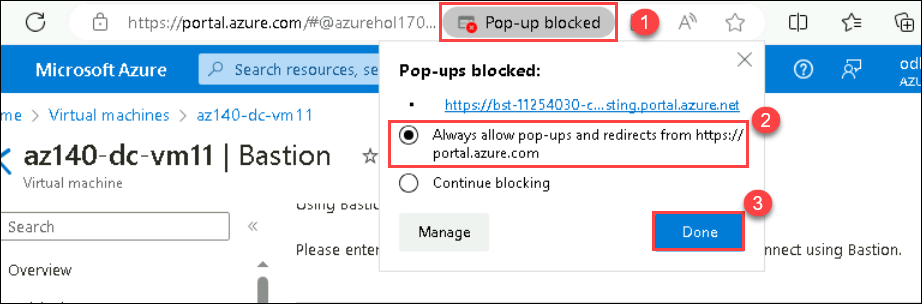 https://portal.azure.com/#@azurehol170... Pop-up blocked 1
Microsoft Azure Search resources, se
Pop-ups blocked:
https://bst-11254030-c...sting.portal.azure.net
2
Always allow pop-ups and redirects from https://
portal.azure.com
Continue blocking
3
Manage Done
me > Virtual machines > az140-dc-vm11
az140-dc-vm11 | Bastion
Virtual machine
Search
Overview
Using Bastio
Please enter nnect using Bastion.